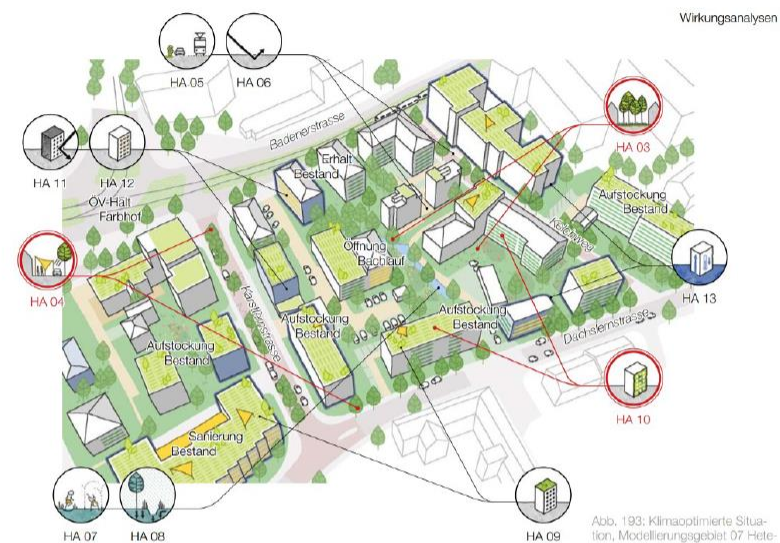 Wirkungsanalysen
HA 05
HA 06
HA 03
HA 11
HA 12
Badenerstrasse
Erhalt
Bestand
Aufstockung
Bestand
ÖV-Halt
Farbhof
Kelchweg
Öffnung
Bachlauf
HA 04
HA 13
Karstlernstrasse
Aufstockung
Bestand
Aufstockung
Bestand
Dachslernstrasse
Aufstockung
Bestand
HA 10
Sanierung
Bestand
HA 07
HA 08
HA 09
Abb. 193: Klimaoptimierte Situa-
tion, Modellierungsgebiet 07 Hete-